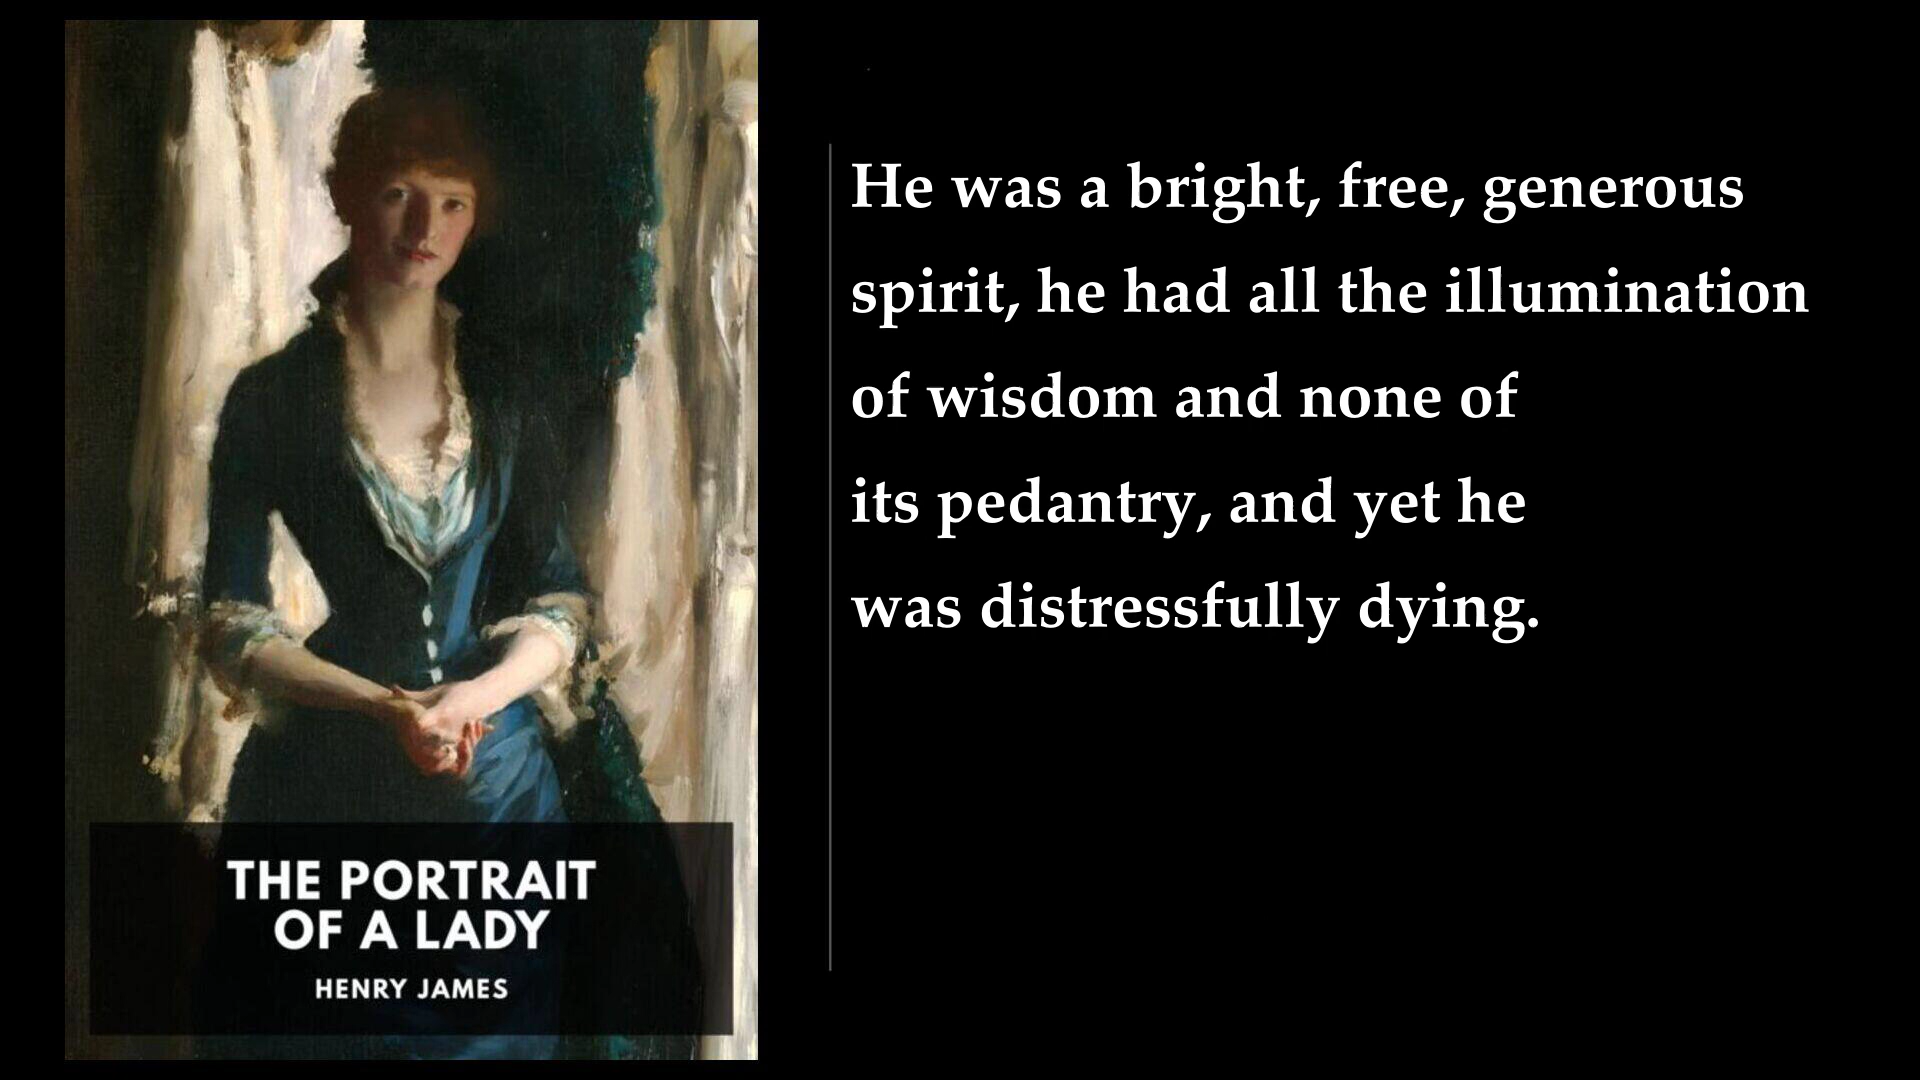 He was a bright, free, generous
spirit, he had all the illumination
of wisdom and none of
its pedantry, and yet he
was distressfully dying.
THE PORTRAIT
OF A LADY
HENRY JAMES